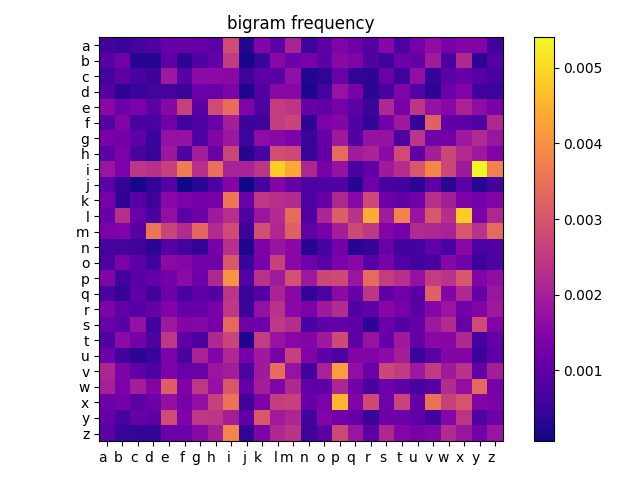 bigram frequency
a
b
c
d
e
f
g
h
i
j
k
l
m
n
o
p
q
r
s
t
u
v
w
x
y
z
a b c d e f g h i j k l m n o p q r s t u v w x y z
0.005
0.004
0.003
0.002
0.001